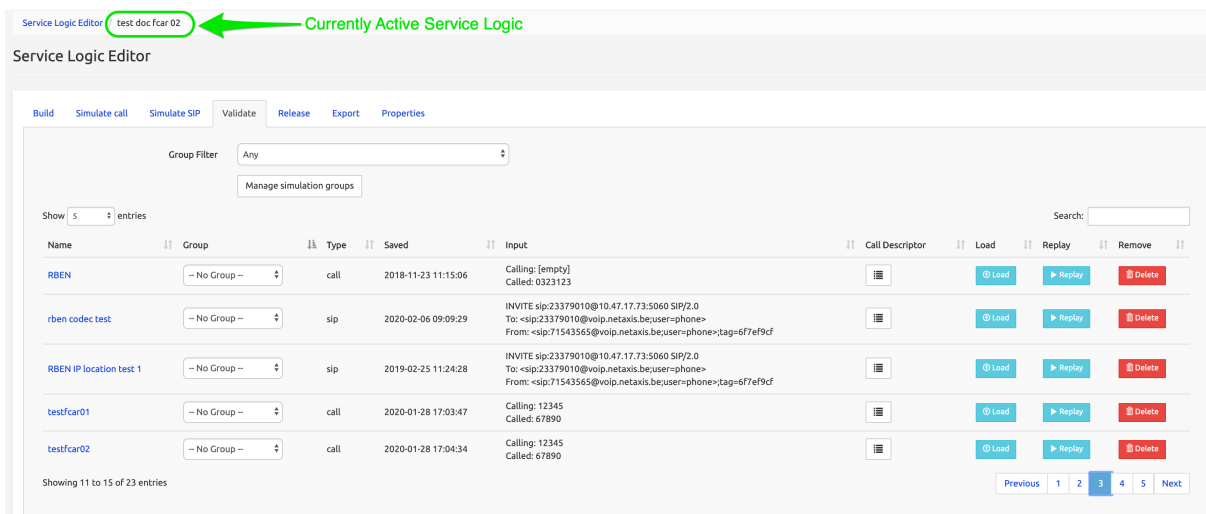 Service Logic Editor / test doc fcar 02 Currently Active Service Logic
Service Logic Editor
Build Simulate call Simulate SIP Validate Release Export Properties
Group Filter Any
Manage simulation groups
Show 5 entries Search:
Name Group Type Saved Input Call Descriptor Load Replay Remove
RBEN -- No Group -- call 2018-11-23 11:15:06 Calling: [empty] Load Replay Delete
Called: 0323123
rben codec test -- No Group -- sip 2020-02-06 09:09:29 INVITE sip:23379010@10.47.17.73:5060 SIP/2.0 Load Replay Delete
To: <sip:23379010@voip.netaxis.be;user=phone>
From: <sip:71543565@voip.netaxis.be;user=phone>;tag=6f7ef9cf
RBEN IP location test 1 -- No Group -- sip 2019-02-25 11:24:28 INVITE sip:23379010@10.47.17.73:5060 SIP/2.0 Load Replay Delete
To: <sip:23379010@voip.netaxis.be;user=phone>
From: <sip:71543565@voip.netaxis.be;user=phone>;tag=6f7ef9cf
testfcar01 -- No Group -- call 2020-01-28 17:03:47 Calling: 12345 Load Replay Delete
Called: 67890
testfcar02 -- No Group -- call 2020-01-28 17:04:34 Calling: 12345 Load Replay Delete
Called: 67890
Showing 11 to 15 of 23 entries Previous 1 2 3 4 5 Next